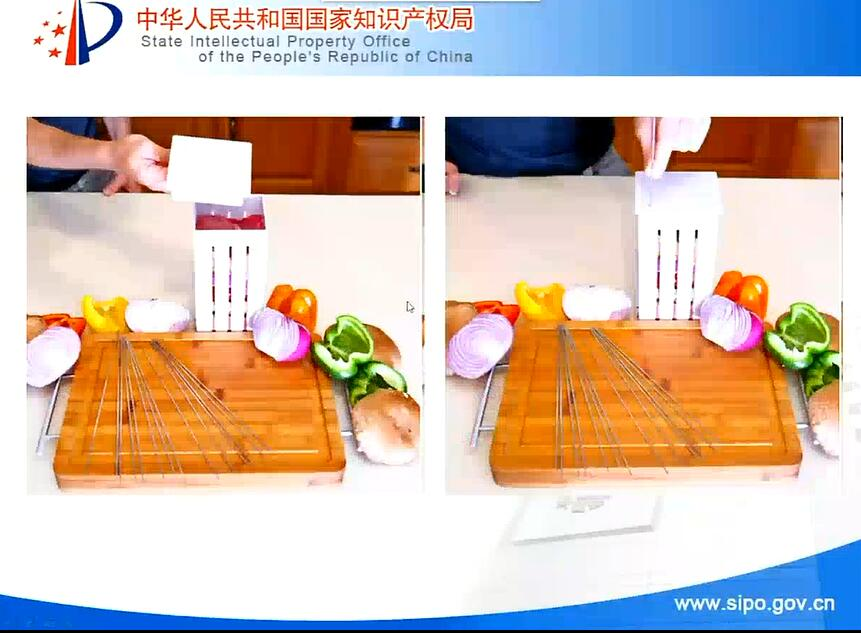 中华人民共和国国家知识产权局
State Intellectual Property Office
of the People's Republic of China
www.sipo.gov.cn